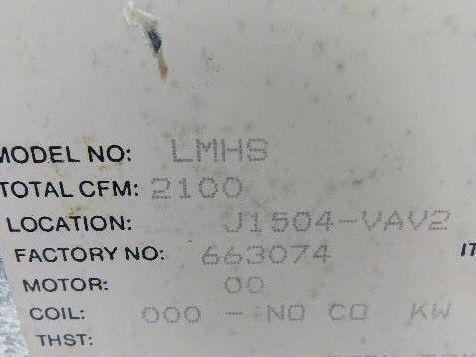 MODEL NO: LMHS
TOTAL CFM: 2100
LOCATION: J1504-VAV2
FACTORY NO: 663074 IT
MOTOR: 00
COIL: 000 - NO CO KW
THST: